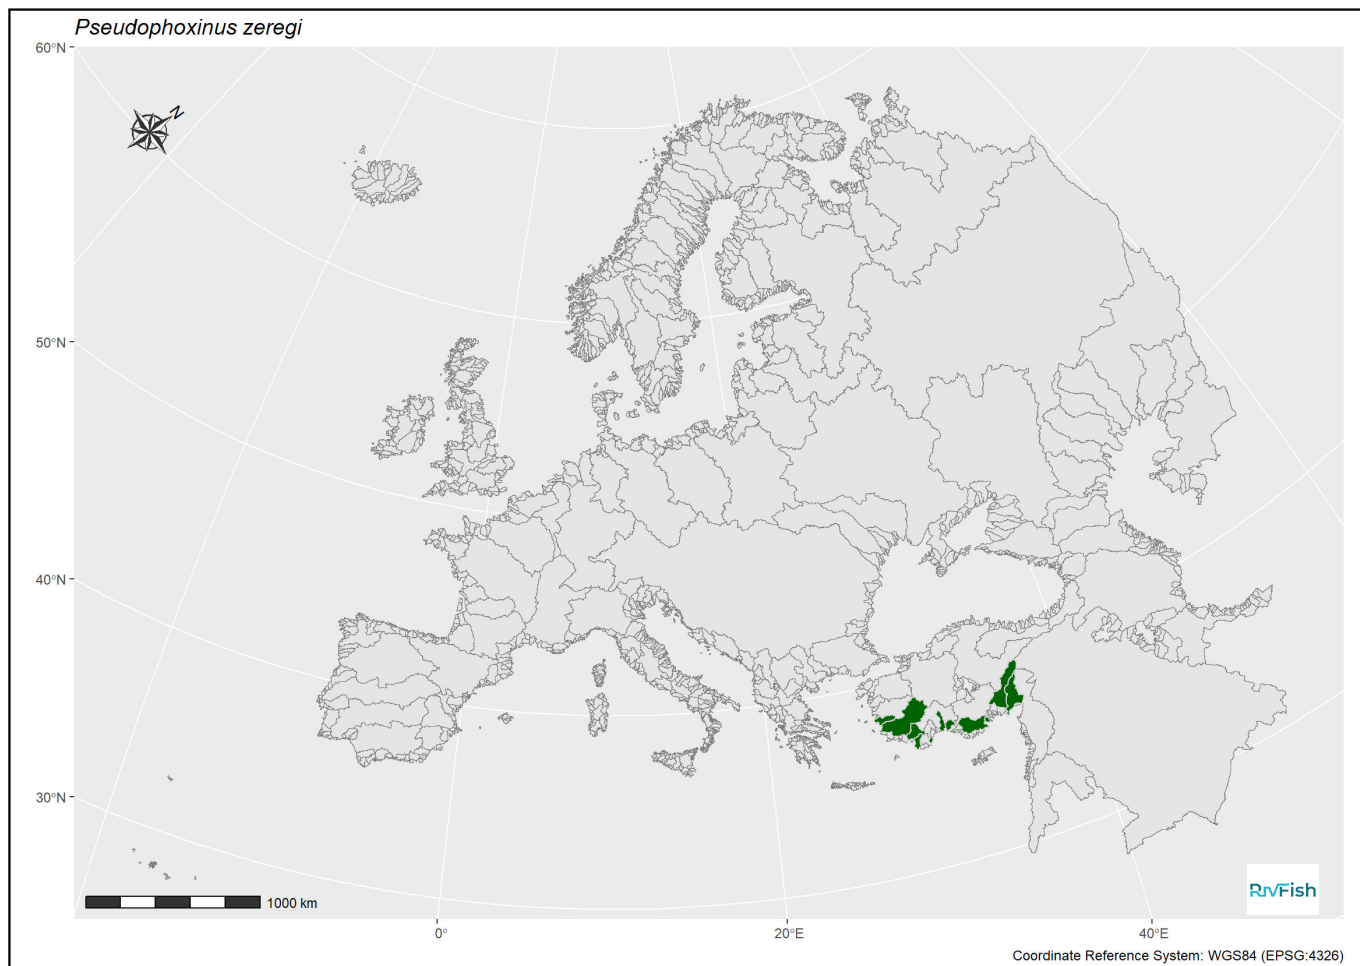 Pseudophoxinus zeregi
60°N
N
50°N
40°N
30°N
1000 km
RIVFish
0°
20°E
40°E
Coordinate Reference System: WGS84 (EPSG:4326)